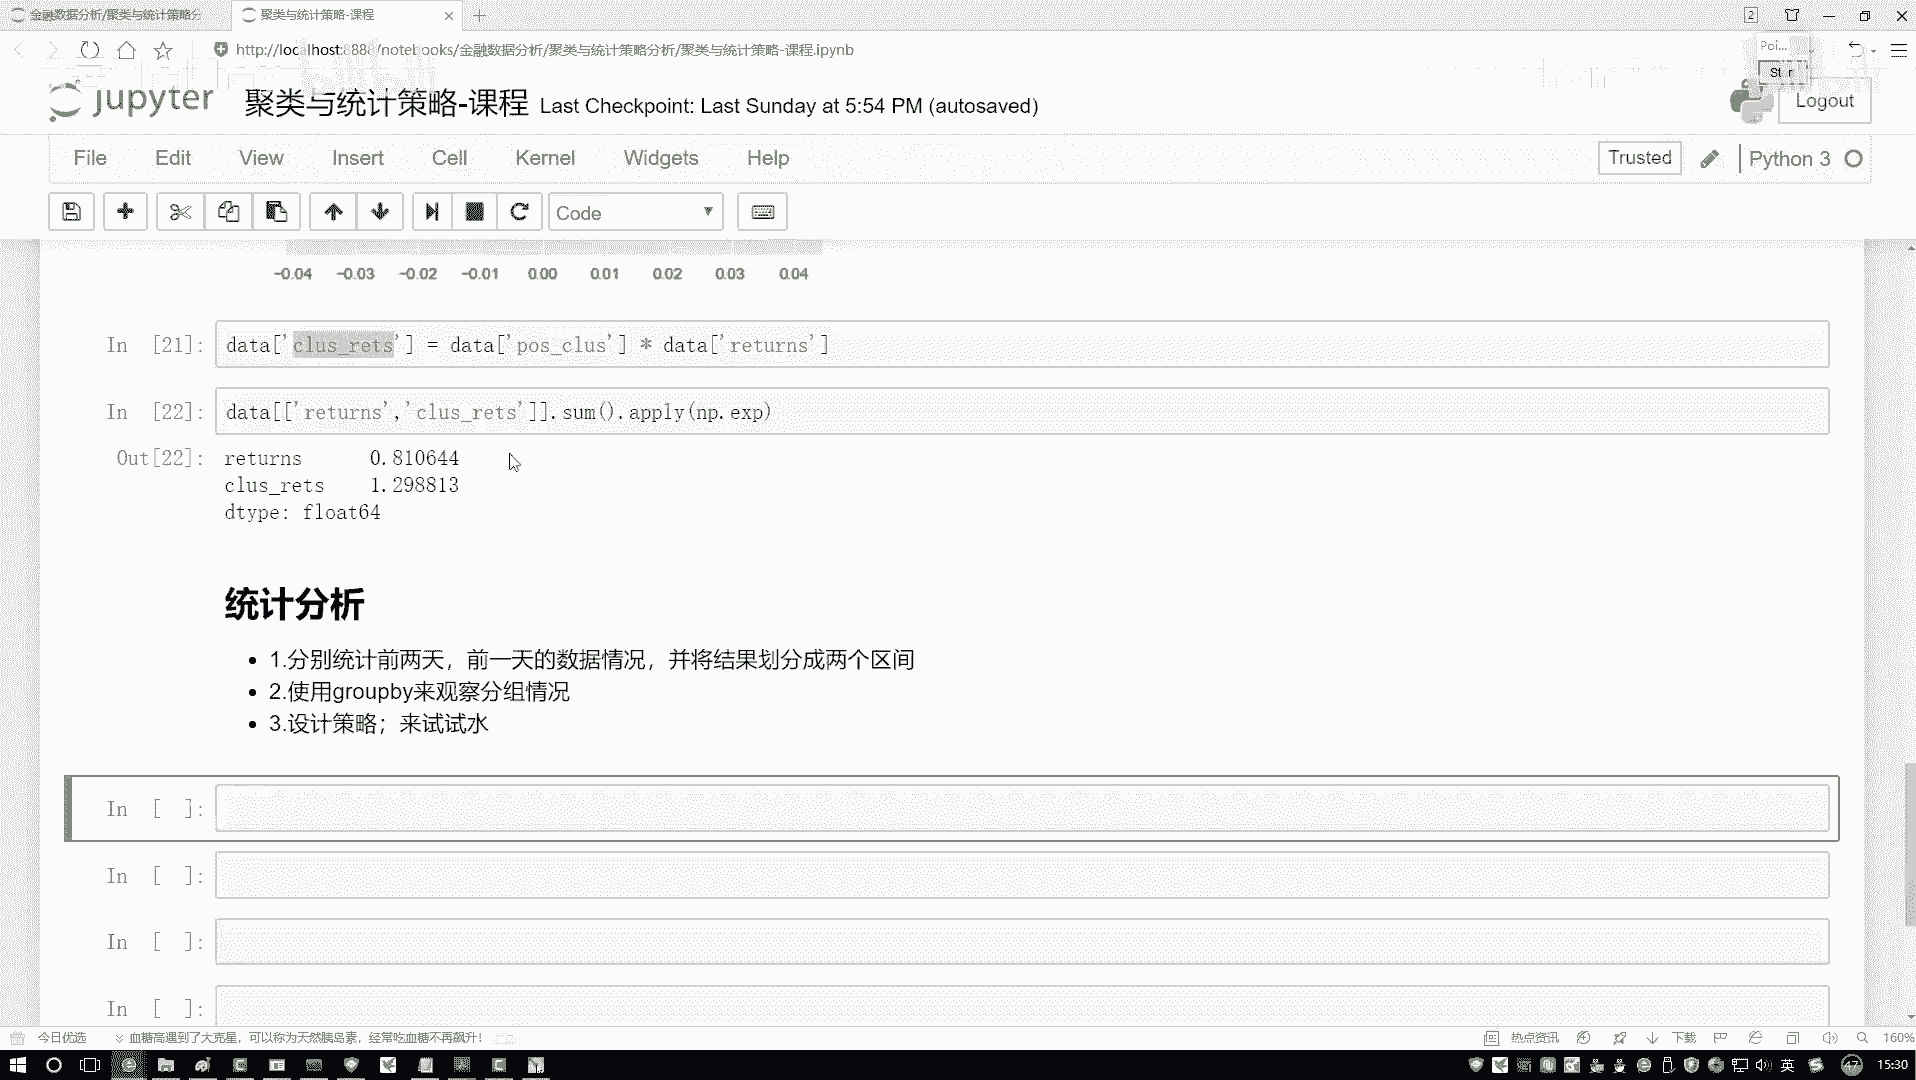 金融数据分析/聚类与统计策略分
聚类与统计策略-课程
2
http://localhost:8888/notebooks/金融数据分析/聚类与统计策略分析/聚类与统计策略-课程.ipynb
Poi...
jupyter 聚类与统计策略-课程 Last Checkpoint: Last Sunday at 5:54 PM (autosaved)
Logout
File Edit View Insert Cell Kernel Widgets Help
Trusted Python 3
Code
-0.04 -0.03 -0.02 -0.01 0.00 0.01 0.02 0.03 0.04
In [21]: data['clus_rets'] = data['pos_clus'] * data['returns']
In [22]: data[['returns','clus_rets']].sum().apply(np.exp)
Out[22]: returns 0.810644
clus_rets 1.298813
dtype: float64
统计分析
• 1.分别统计前两天，前一天的数据情况，并将结果划分成两个区间
• 2.使用groupby来观察分组情况
• 3.设计策略；来试试水
In [ ]:
In [ ]:
In [ ]:
In [ ]:
今日优选 血糖高遇到了大克星，可以称为天然胰岛素，经常吃血糖不再飙升！
热点资讯 下载 160%
英 47 15:30